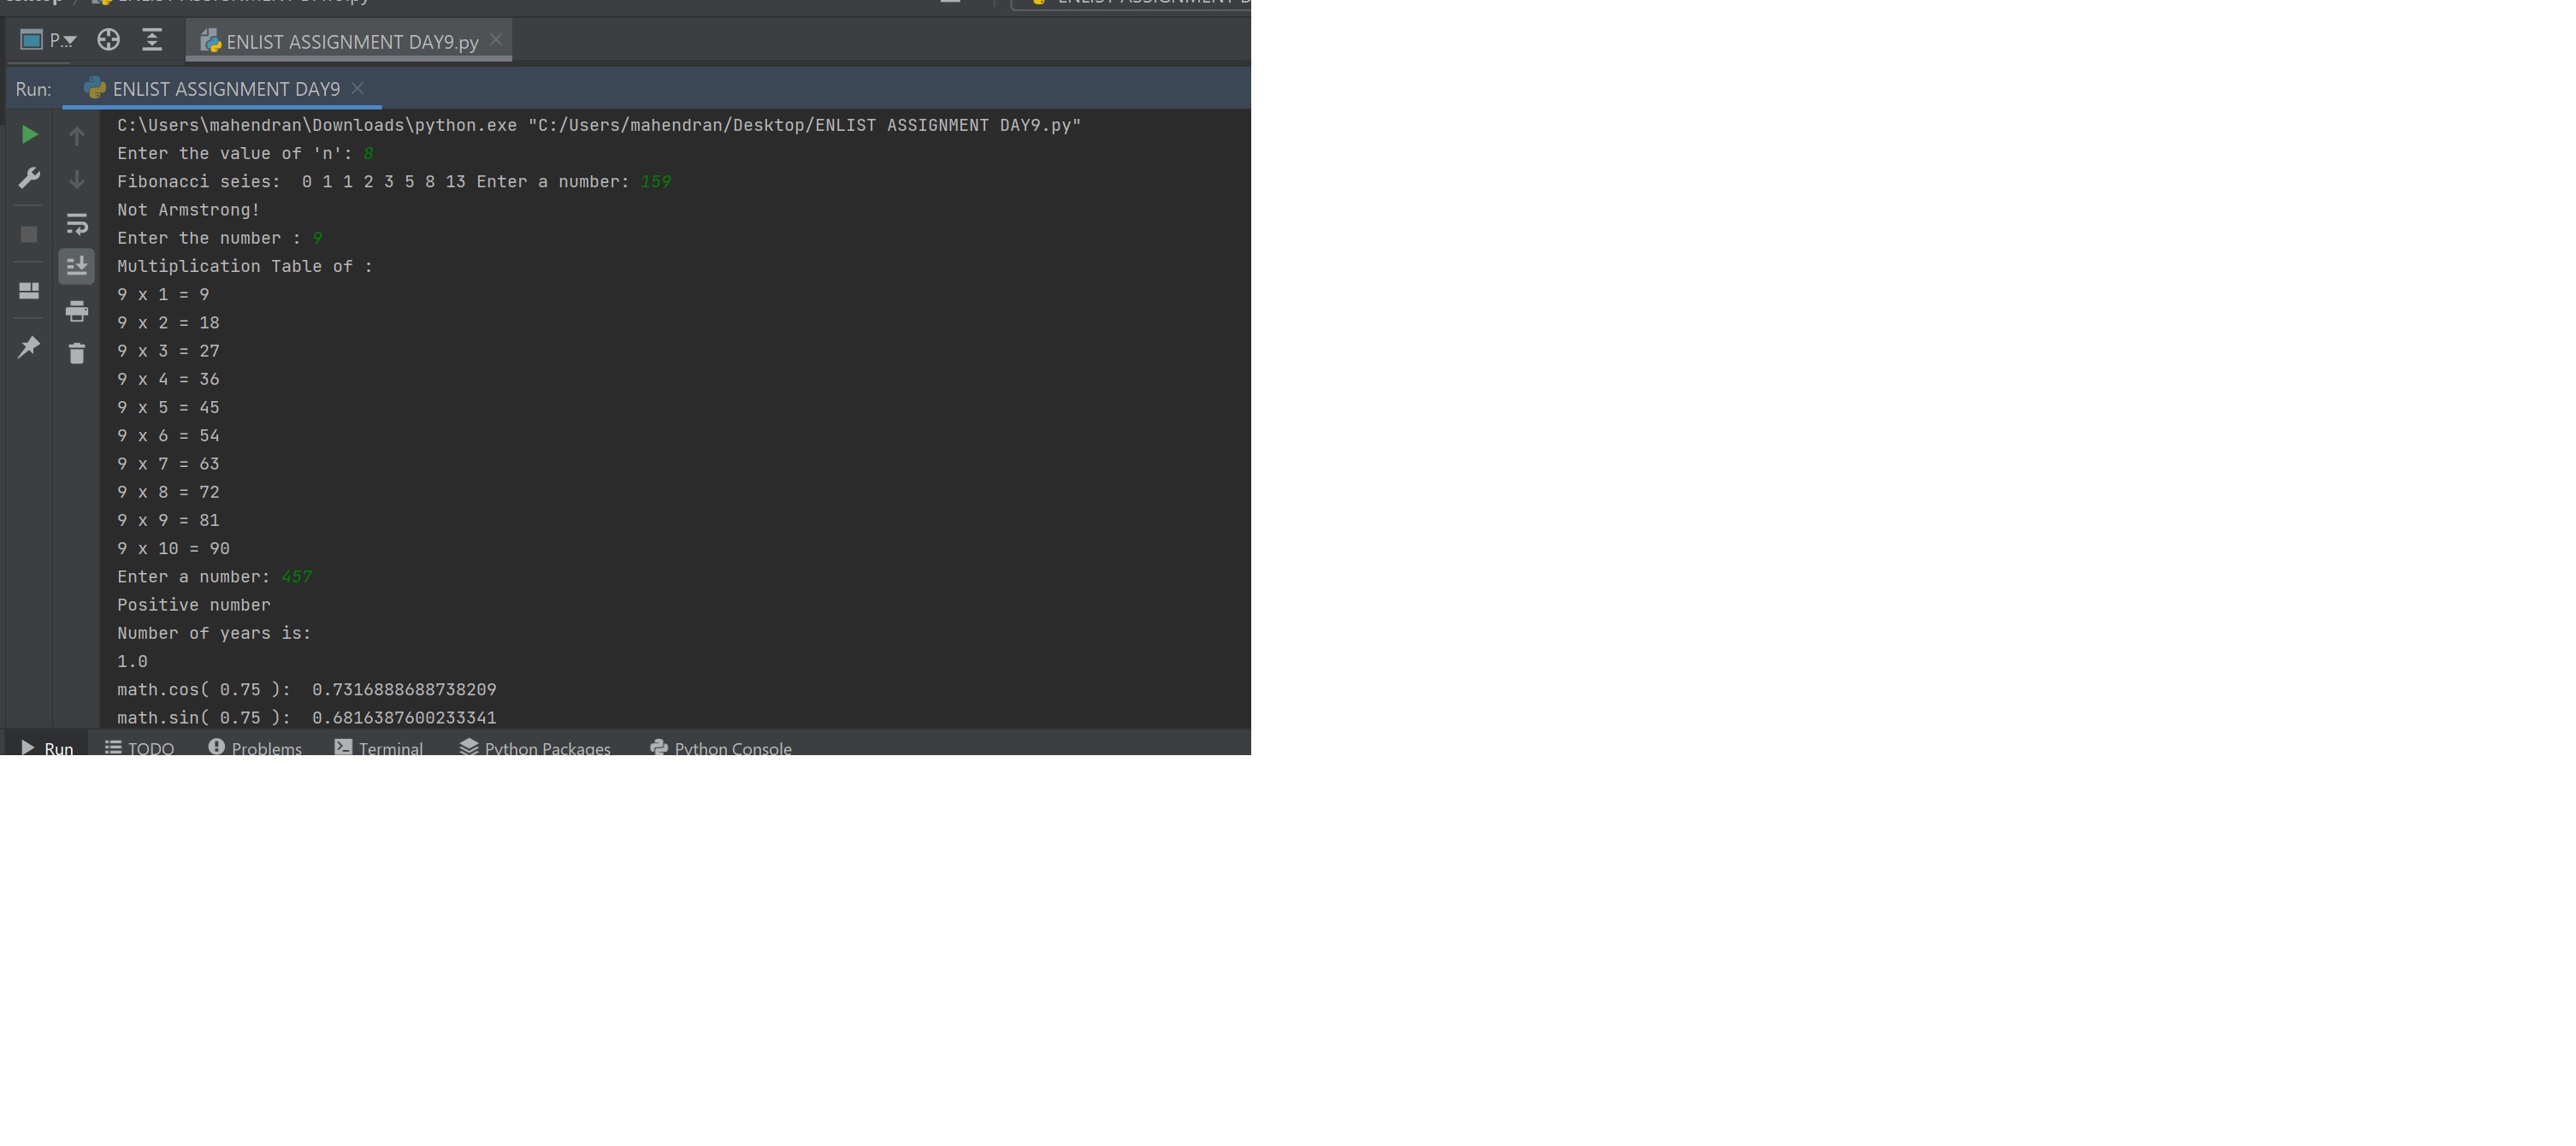 P...
ENLIST ASSIGNMENT DAY9.py
Run:
ENLIST ASSIGNMENT DAY9
C:\Users\mahendran\Downloads\python.exe "C:/Users/mahendran/Desktop/ENLIST ASSIGNMENT DAY9.py"
Enter the value of 'n': 8
Fibonacci seies:  0 1 1 2 3 5 8 13 Enter a number: 159
Not Armstrong!
Enter the number : 9
Multiplication Table of :
9 x 1 = 9
9 x 2 = 18
9 x 3 = 27
9 x 4 = 36
9 x 5 = 45
9 x 6 = 54
9 x 7 = 63
9 x 8 = 72
9 x 9 = 81
9 x 10 = 90
Enter a number: 457
Positive number
Number of years is:
1.0
math.cos( 0.75 ):  0.7316888688738209
math.sin( 0.75 ):  0.6816387600233341
Run TODO Problems Terminal Python Packages Python Console